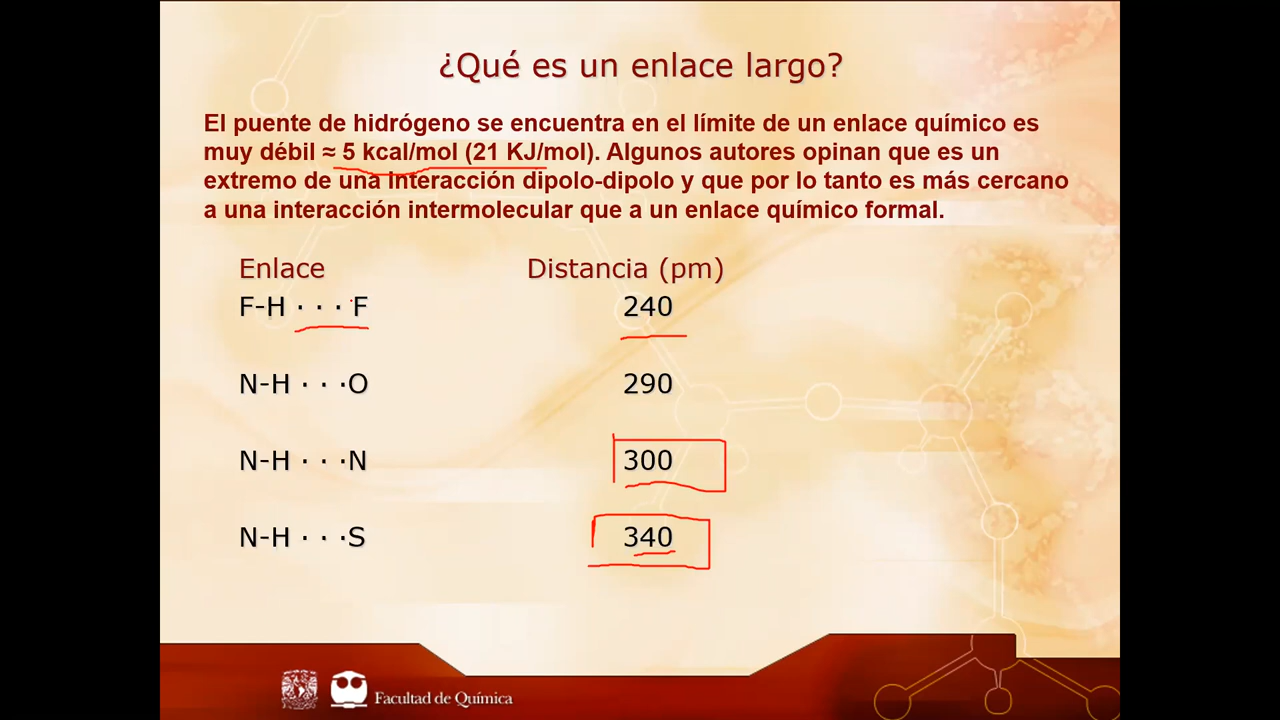 ¿Qué es un enlace largo?
El puente de hidrógeno se encuentra en el límite de un enlace químico es
muy débil ≈ 5 kcal/mol (21 KJ/mol). Algunos autores opinan que es un
extremo de una interacción dipolo-dipolo y que por lo tanto es más cercano
a una interacción intermolecular que a un enlace químico formal.
Enlace Distancia (pm)
F-H · · · F 240
N-H · · ·O 290
N-H · · ·N 300
N-H · · ·S 340
Facultad de Química